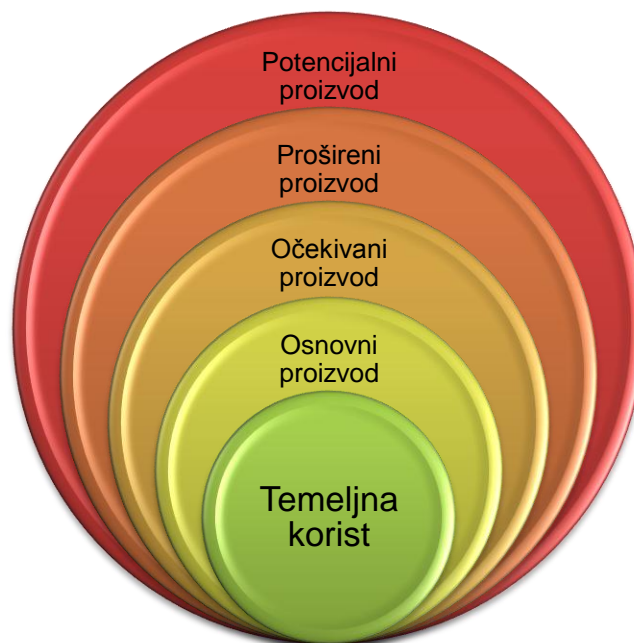 Potencijalni
proizvod
Prošireni
proizvod
Očekivani
proizvod
Osnovni
proizvod
Temeljna
korist